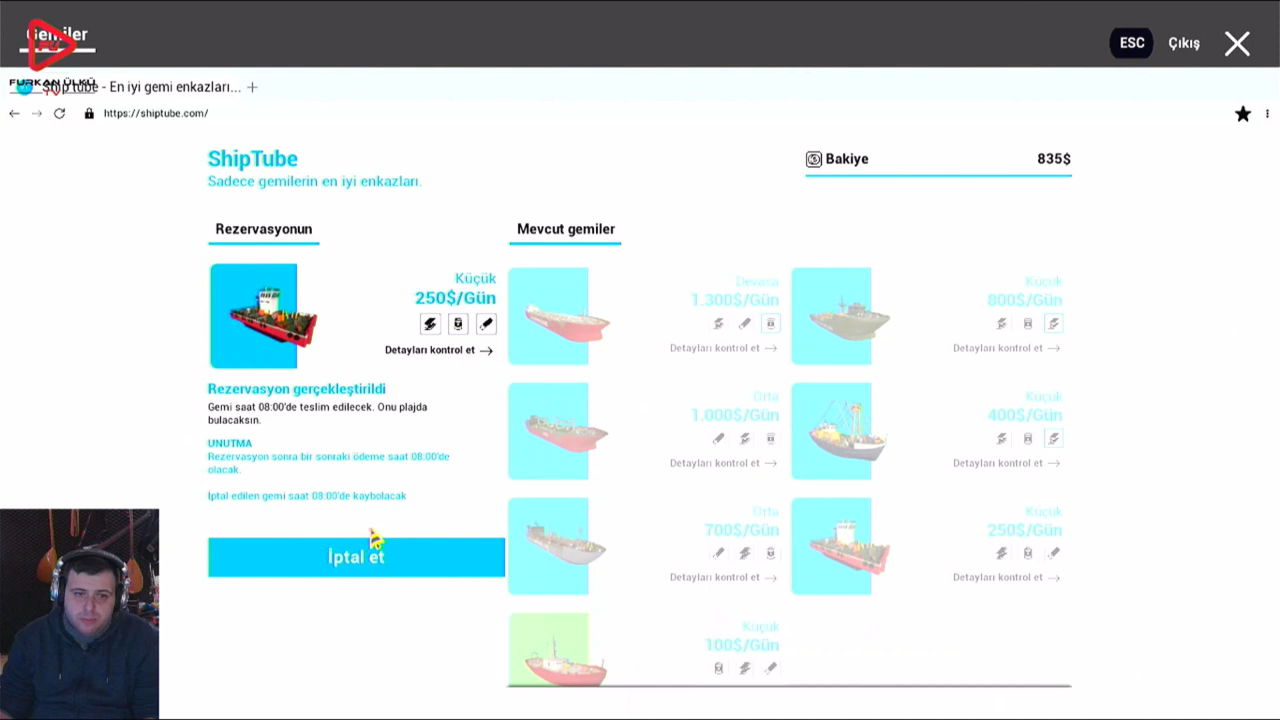 Gemiler
ESC
Çıkış
FURKAN ÜLKÜ
TV
Ship tube - En iyi gemi enkazları... +
https://shiptube.com/
ShipTube
Sadece gemilerin en iyi enkazları.
Bakiye
835$
Rezervasyonun
Mevcut gemiler
Küçük
250$/Gün
Detayları kontrol et
Rezervasyon gerçekleştirildi
Gemi saat 08:00'de teslim edilecek. Onu plajda
bulacaksın.
UNUTMA
Rezervasyon sonra bir sonraki ödeme saat 08:00'de
olacak.
İptal edilen gemi saat 08:00'de kaybolacak
İptal et
Devasa
1.300$/Gün
Detayları kontrol et
Küçük
800$/Gün
Detayları kontrol et
Orta
1.000$/Gün
Detayları kontrol et
Küçük
400$/Gün
Detayları kontrol et
Orta
700$/Gün
Detayları kontrol et
Küçük
250$/Gün
Detayları kontrol et
Küçük
100$/Gün